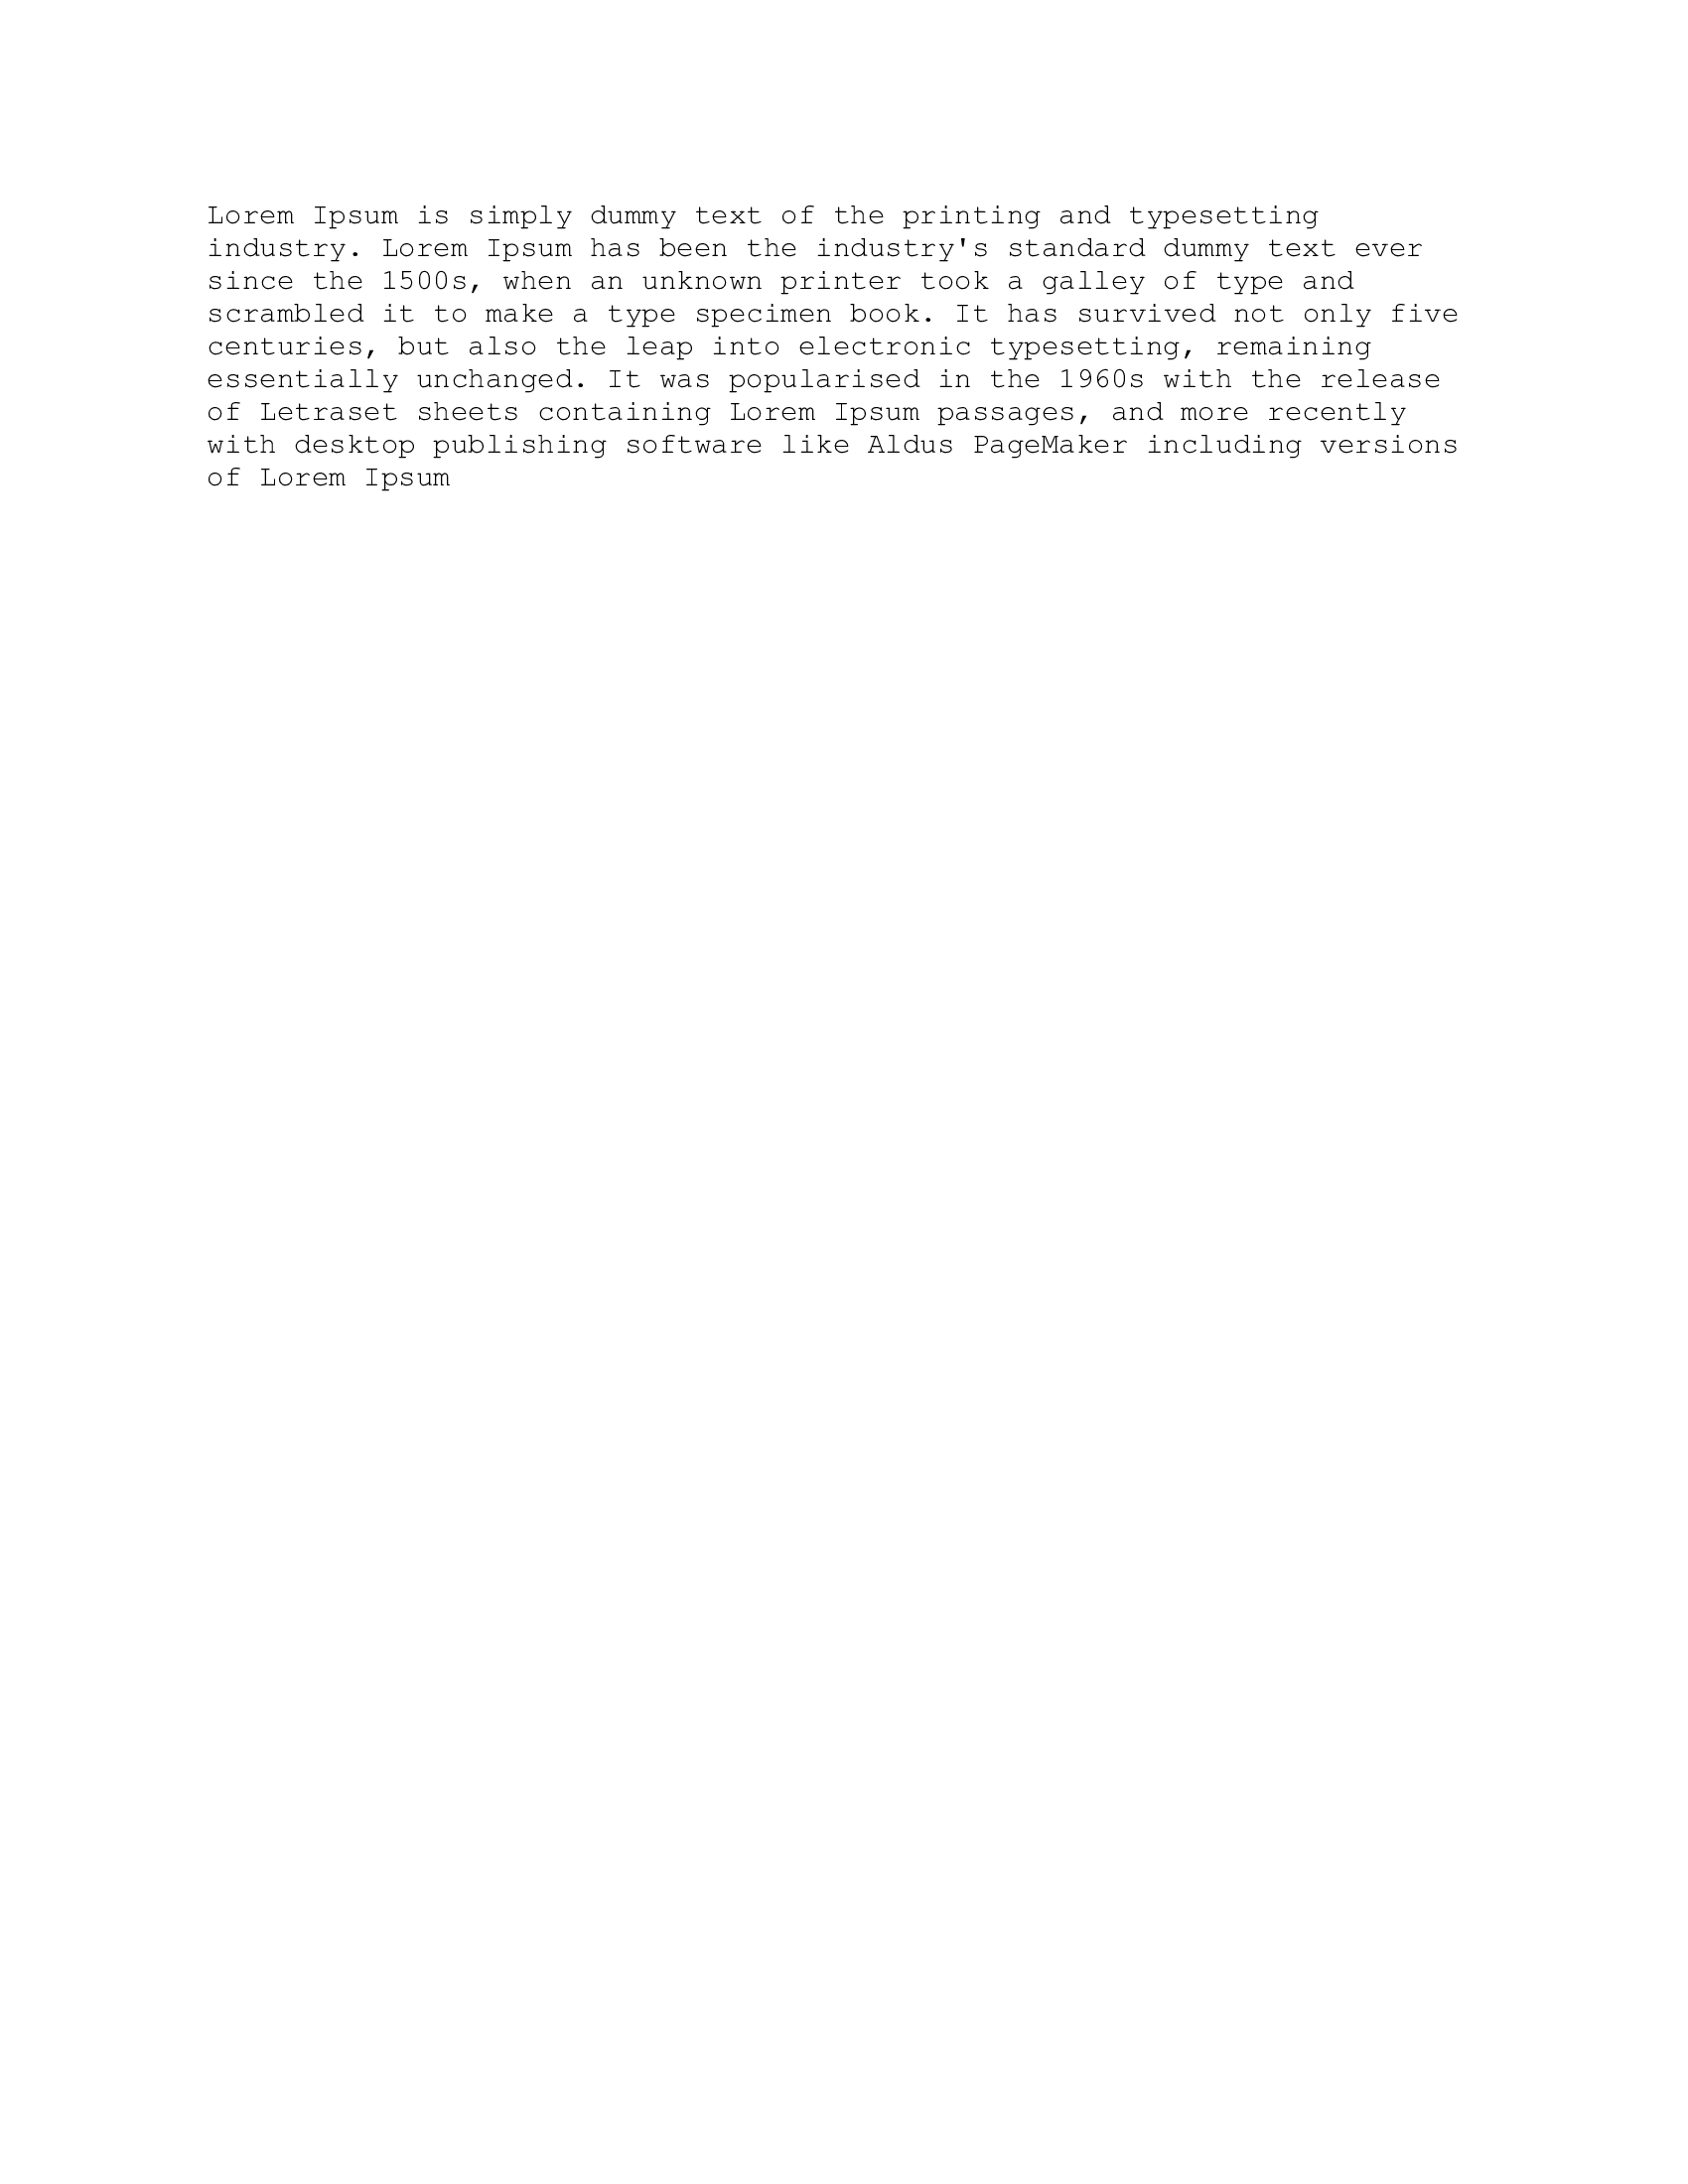 Lorem Ipsum is simply dummy text of the printing and typesetting
industry. Lorem Ipsum has been the industry's standard dummy text ever
since the 1500s, when an unknown printer took a galley of type and
scrambled it to make a type specimen book. It has survived not only five
centuries, but also the leap into electronic typesetting, remaining
essentially unchanged. It was popularised in the 1960s with the release
of Letraset sheets containing Lorem Ipsum passages, and more recently
with desktop publishing software like Aldus PageMaker including versions
of Lorem Ipsum